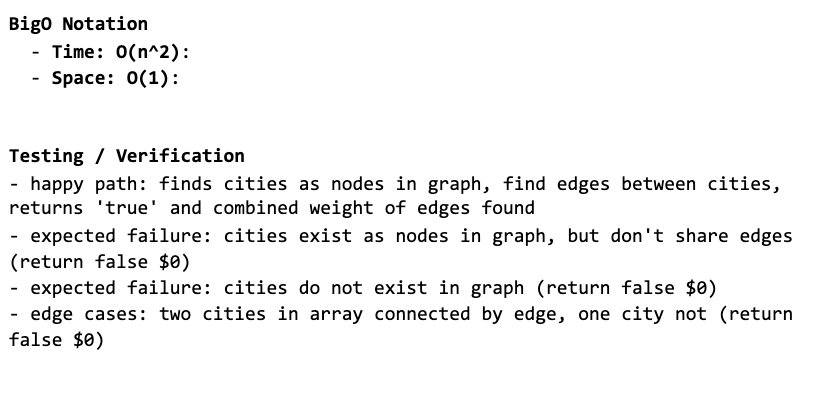 BigO Notation
- Time: O(n^2):
- Space: O(1):
Testing / Verification
- happy path: finds cities as nodes in graph, find edges between cities,
returns 'true' and combined weight of edges found
- expected failure: cities exist as nodes in graph, but don't share edges
(return false $0)
- expected failure: cities do not exist in graph (return false $0)
- edge cases: two cities in array connected by edge, one city not (return
false $0)